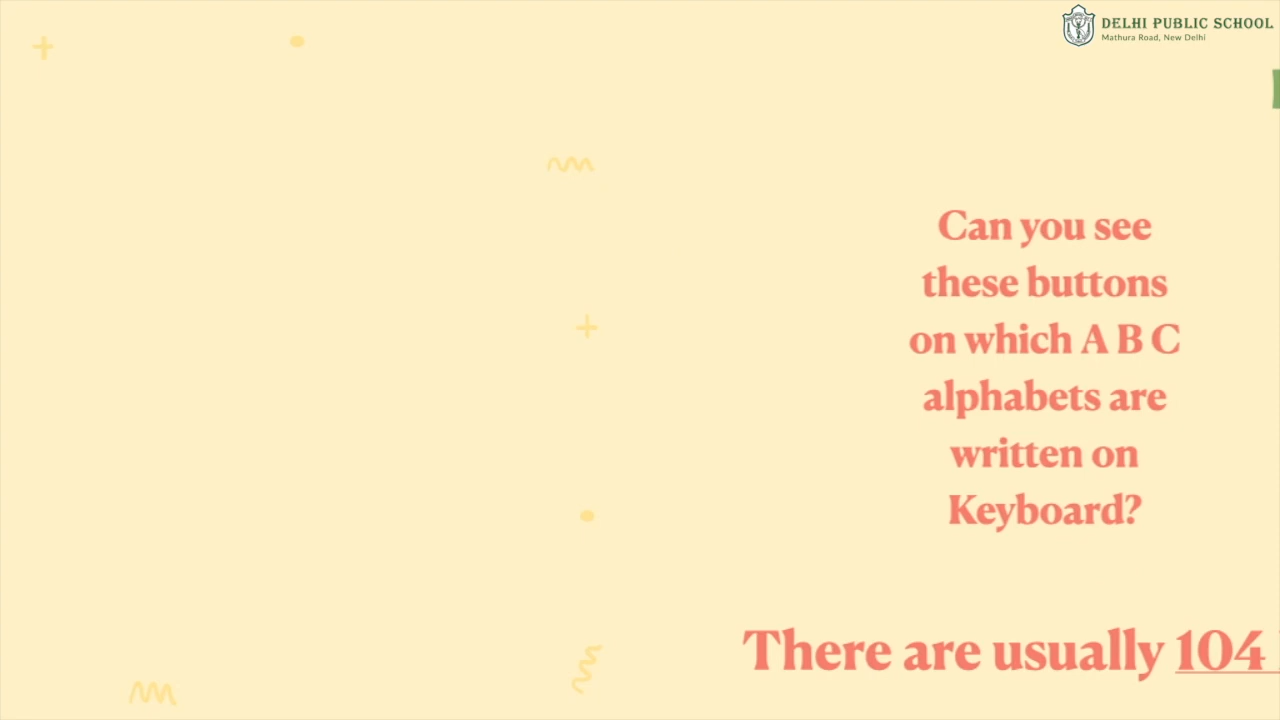 DELHI PUBLIC SCHOOL
Mathura Road, New Delhi
Can you see
these buttons
on which A B C
alphabets are
written on
Keyboard?
There are usually 104